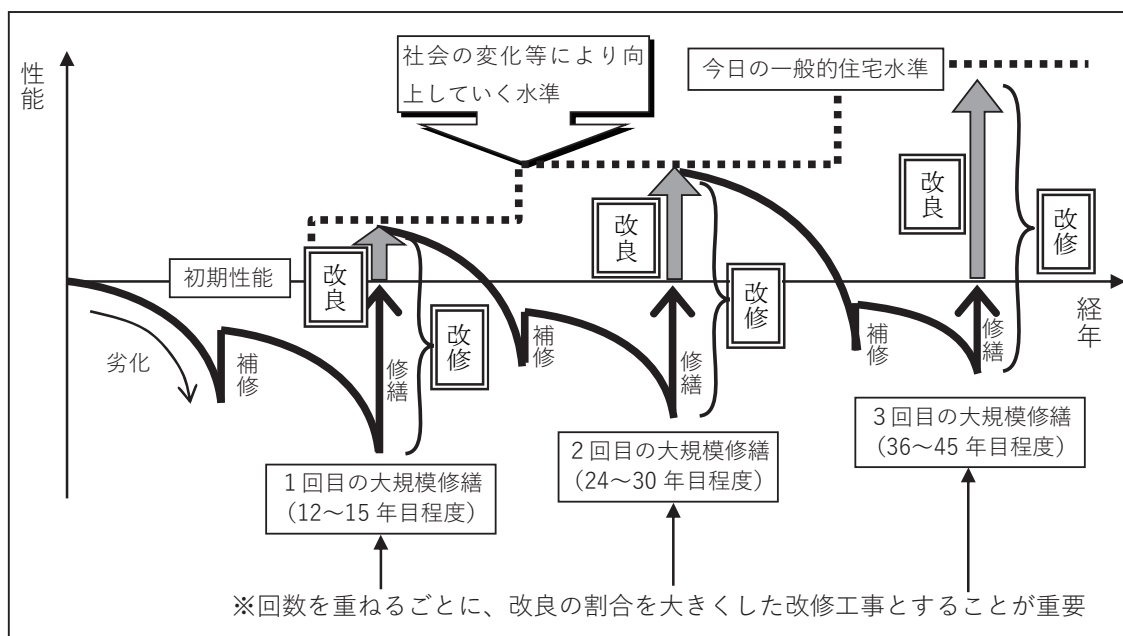 社会の変化等により向
上していく水準
今日の一般的住宅水準
性能
改良
改修
改良
改修
改良
改修
初期性能
経年
劣化
補修
修繕
補修
修繕
補修
修繕
1回目の大規模修繕
(12~15 年目程度)
2回目の大規模修繕
(24~30 年目程度)
3回目の大規模修繕
(36~45 年目程度)
※回数を重ねるごとに、改良の割合を大きくした改修工事とすることが重要